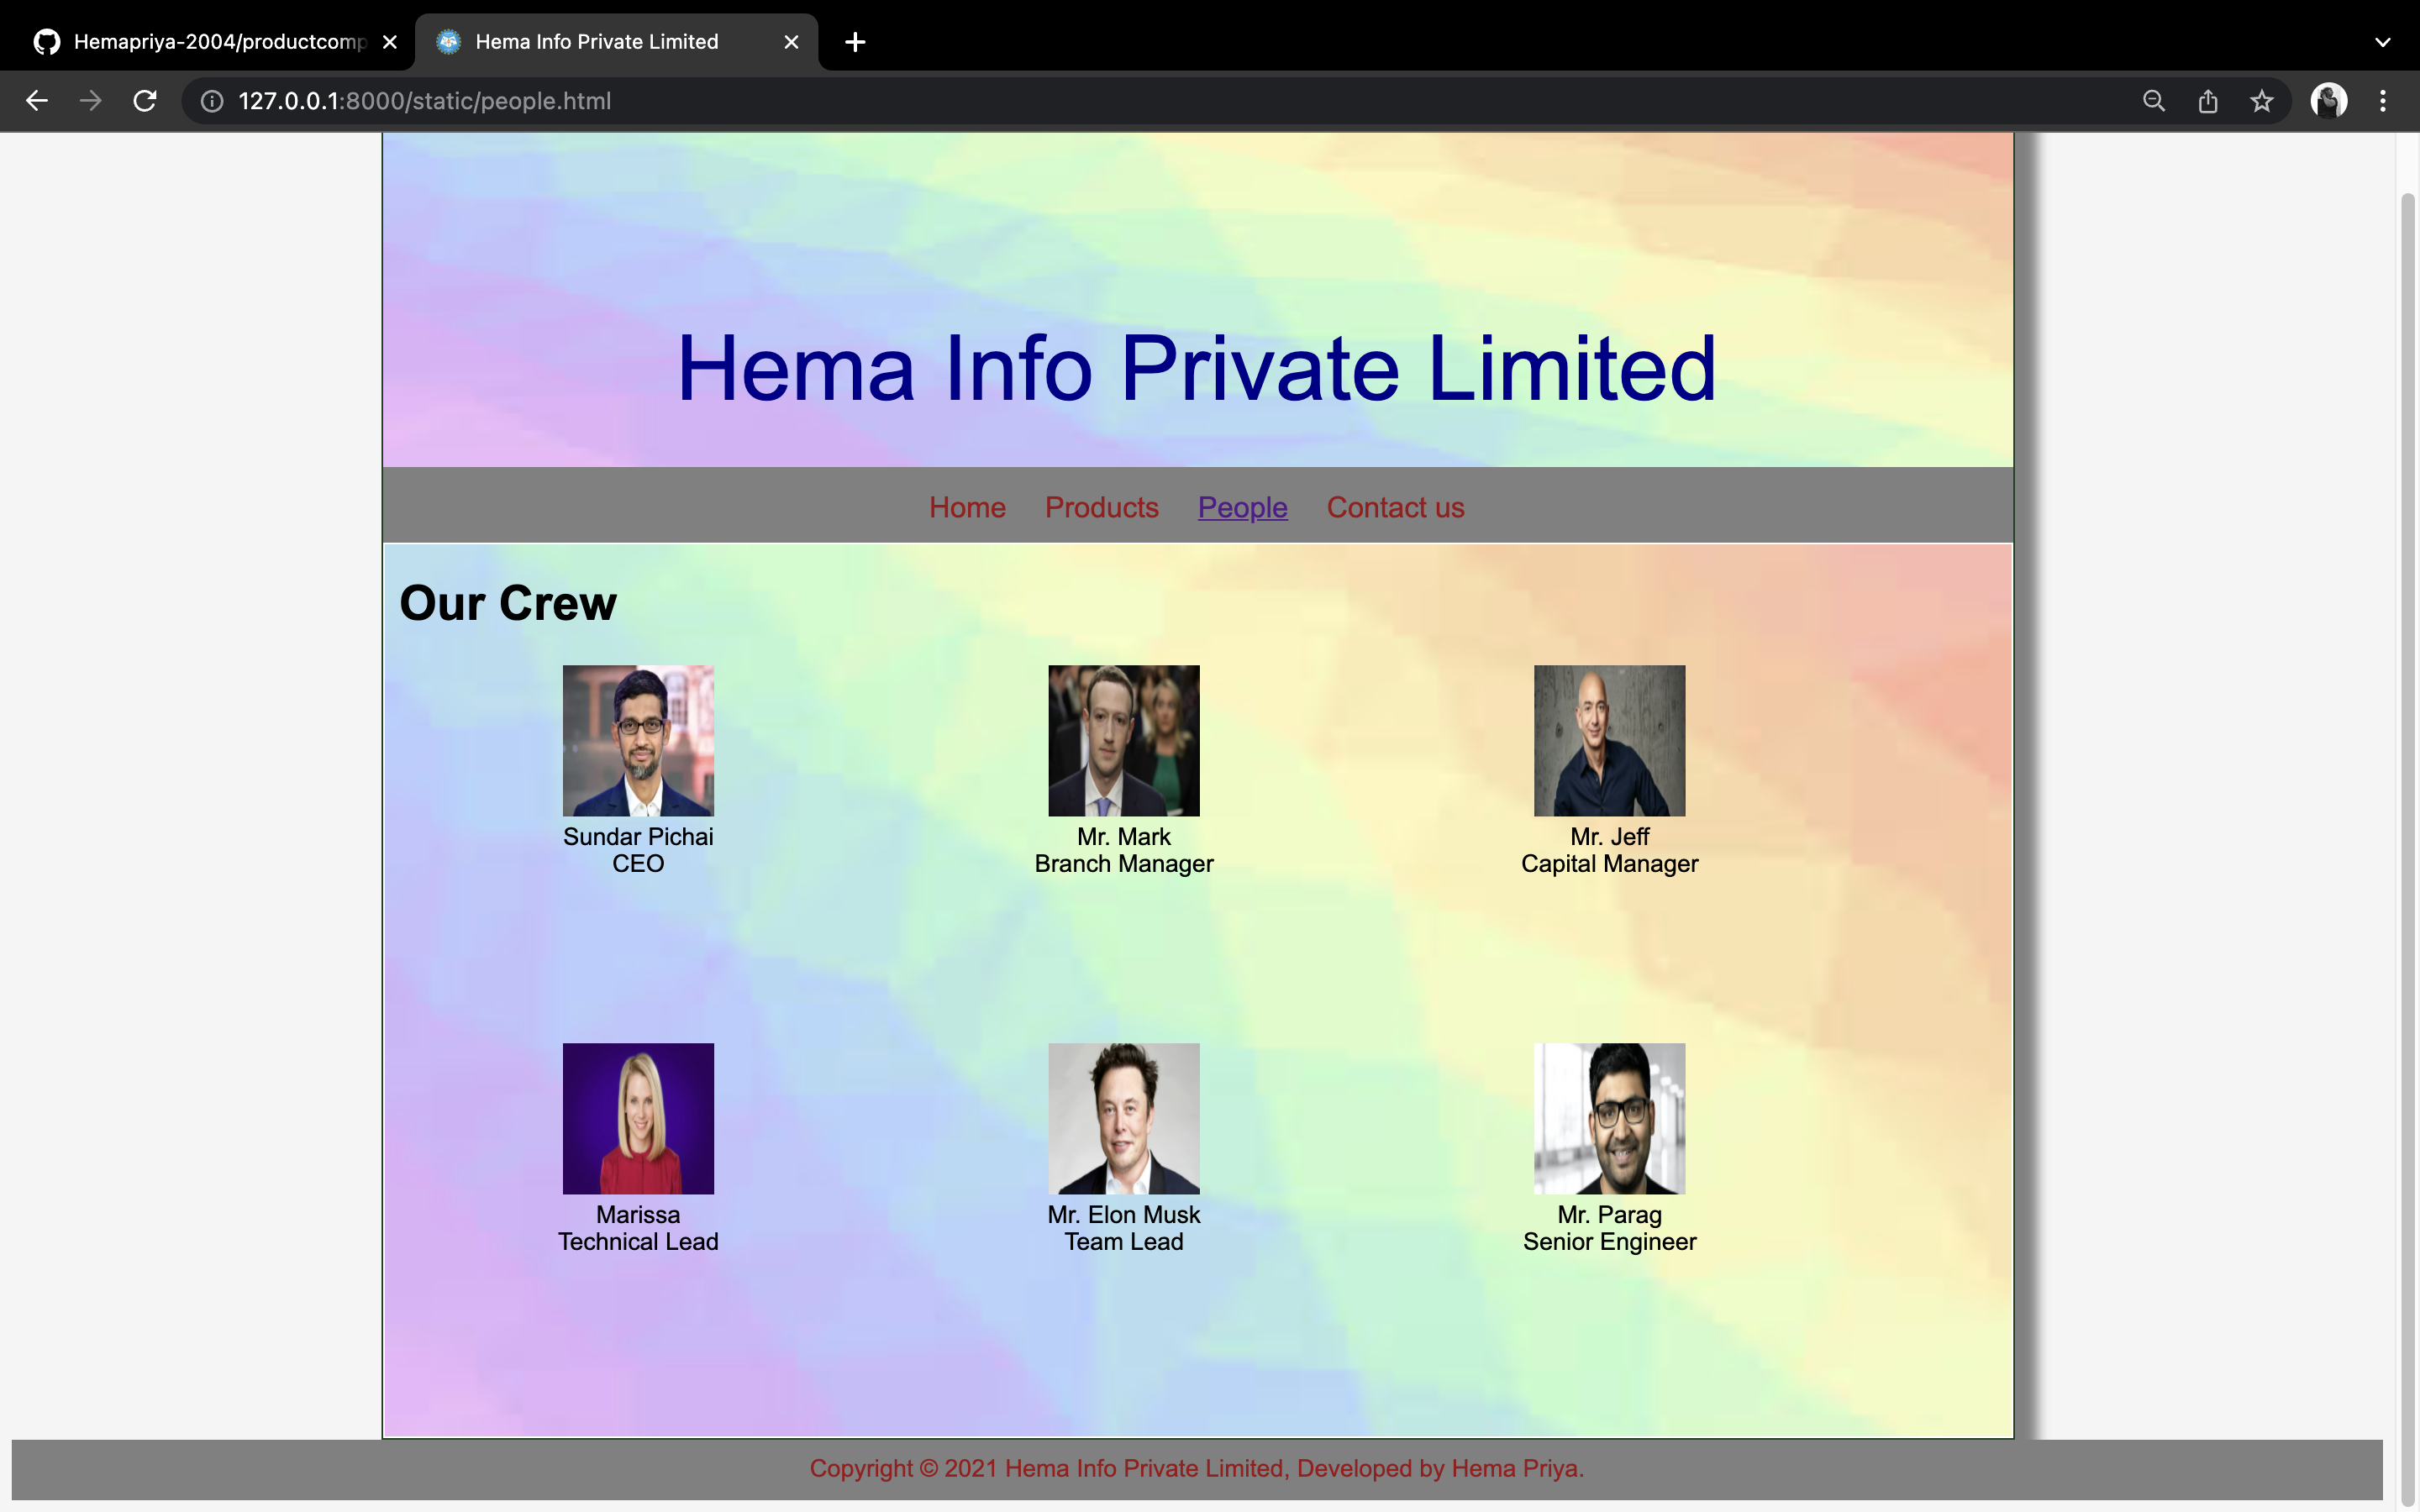 Hemapriya-2004/productcomp
Hema Info Private Limited
127.0.0.1:8000/static/people.html
Hema Info Private Limited
Home Products People Contact us
Our Crew
Sundar Pichai Mr. Mark Mr. Jeff
CEO Branch Manager Capital Manager
Marissa Mr. Elon Musk Mr. Parag
Technical Lead Team Lead Senior Engineer
Copyright © 2021 Hema Info Private Limited, Developed by Hema Priya.